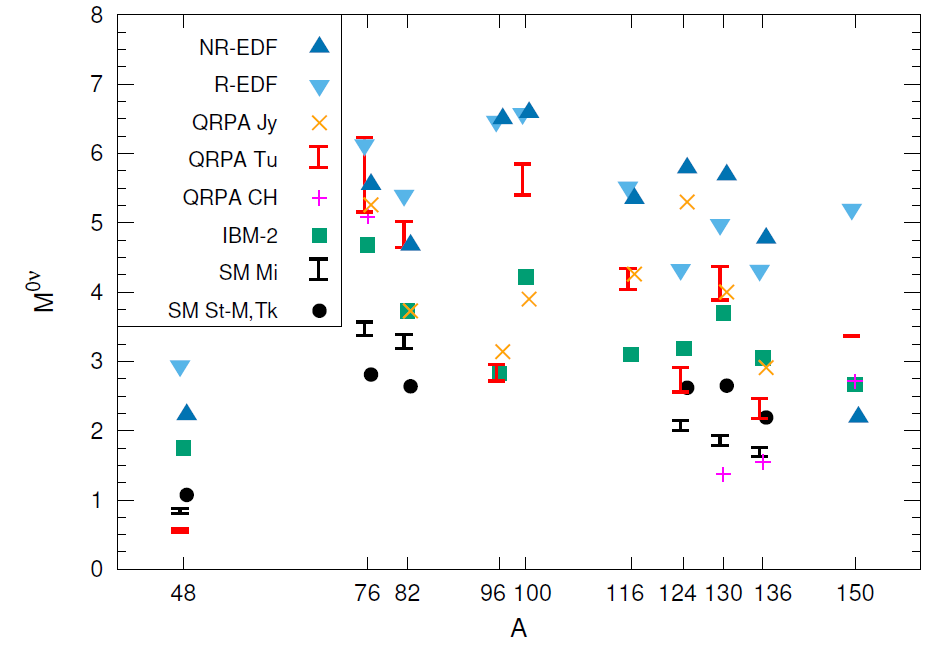 8
7
6
5
4
3
2
1
0
M0ν
NR-EDF
R-EDF
QRPA Jy
QRPA Tu
QRPA CH
IBM-2
SM Mi
SM St-M,Tk
48 76 82 96 100 116 124 130 136 150
A